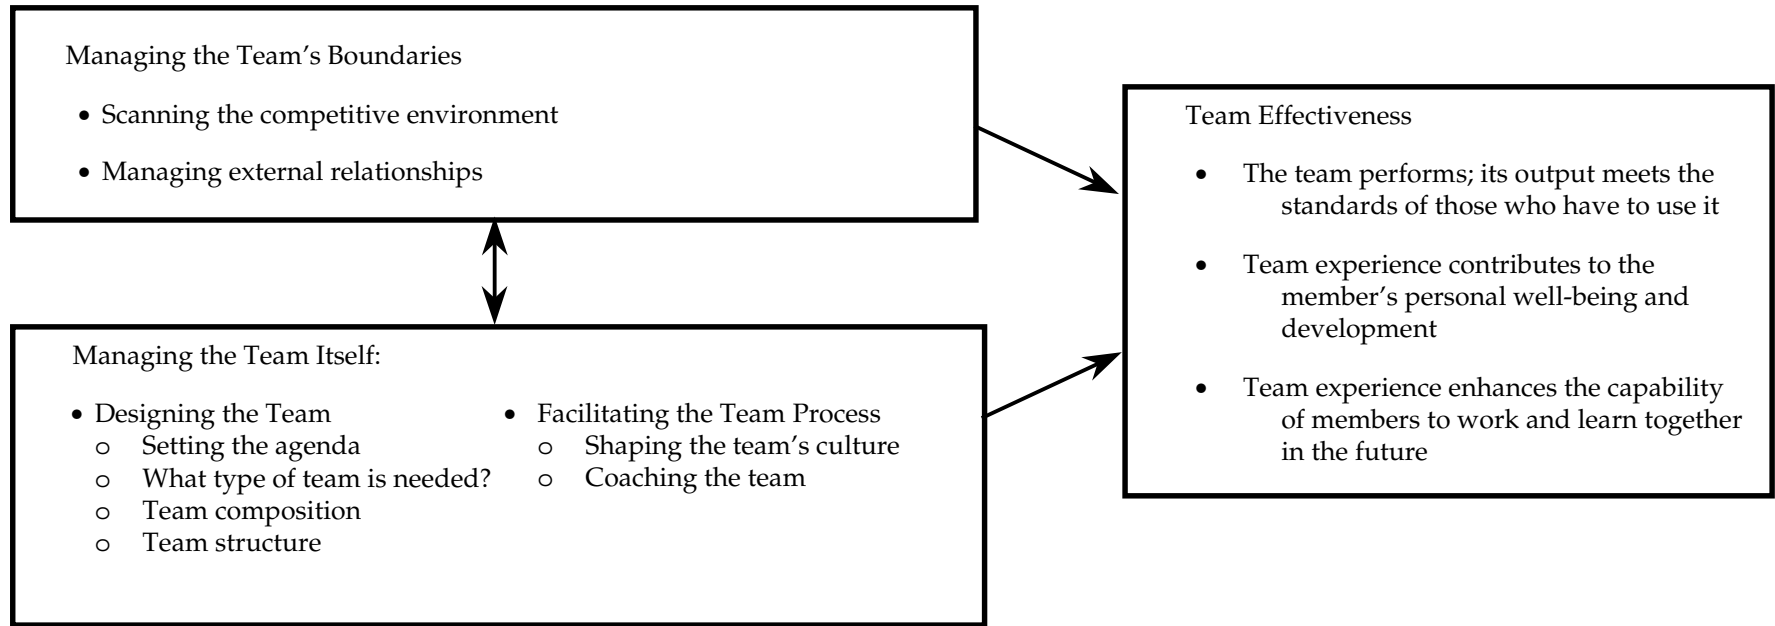 Managing the Team’s Boundaries
• Scanning the competitive environment
• Managing external relationships
Managing the Team Itself:
• Designing the Team
o Setting the agenda
o What type of team is needed?
o Team composition
o Team structure
• Facilitating the Team Process
o Shaping the team’s culture
o Coaching the team
Team Effectiveness
• The team performs; its output meets the
standards of those who have to use it
• Team experience contributes to the
member’s personal well-being and
development
• Team experience enhances the capability
of members to work and learn together
in the future